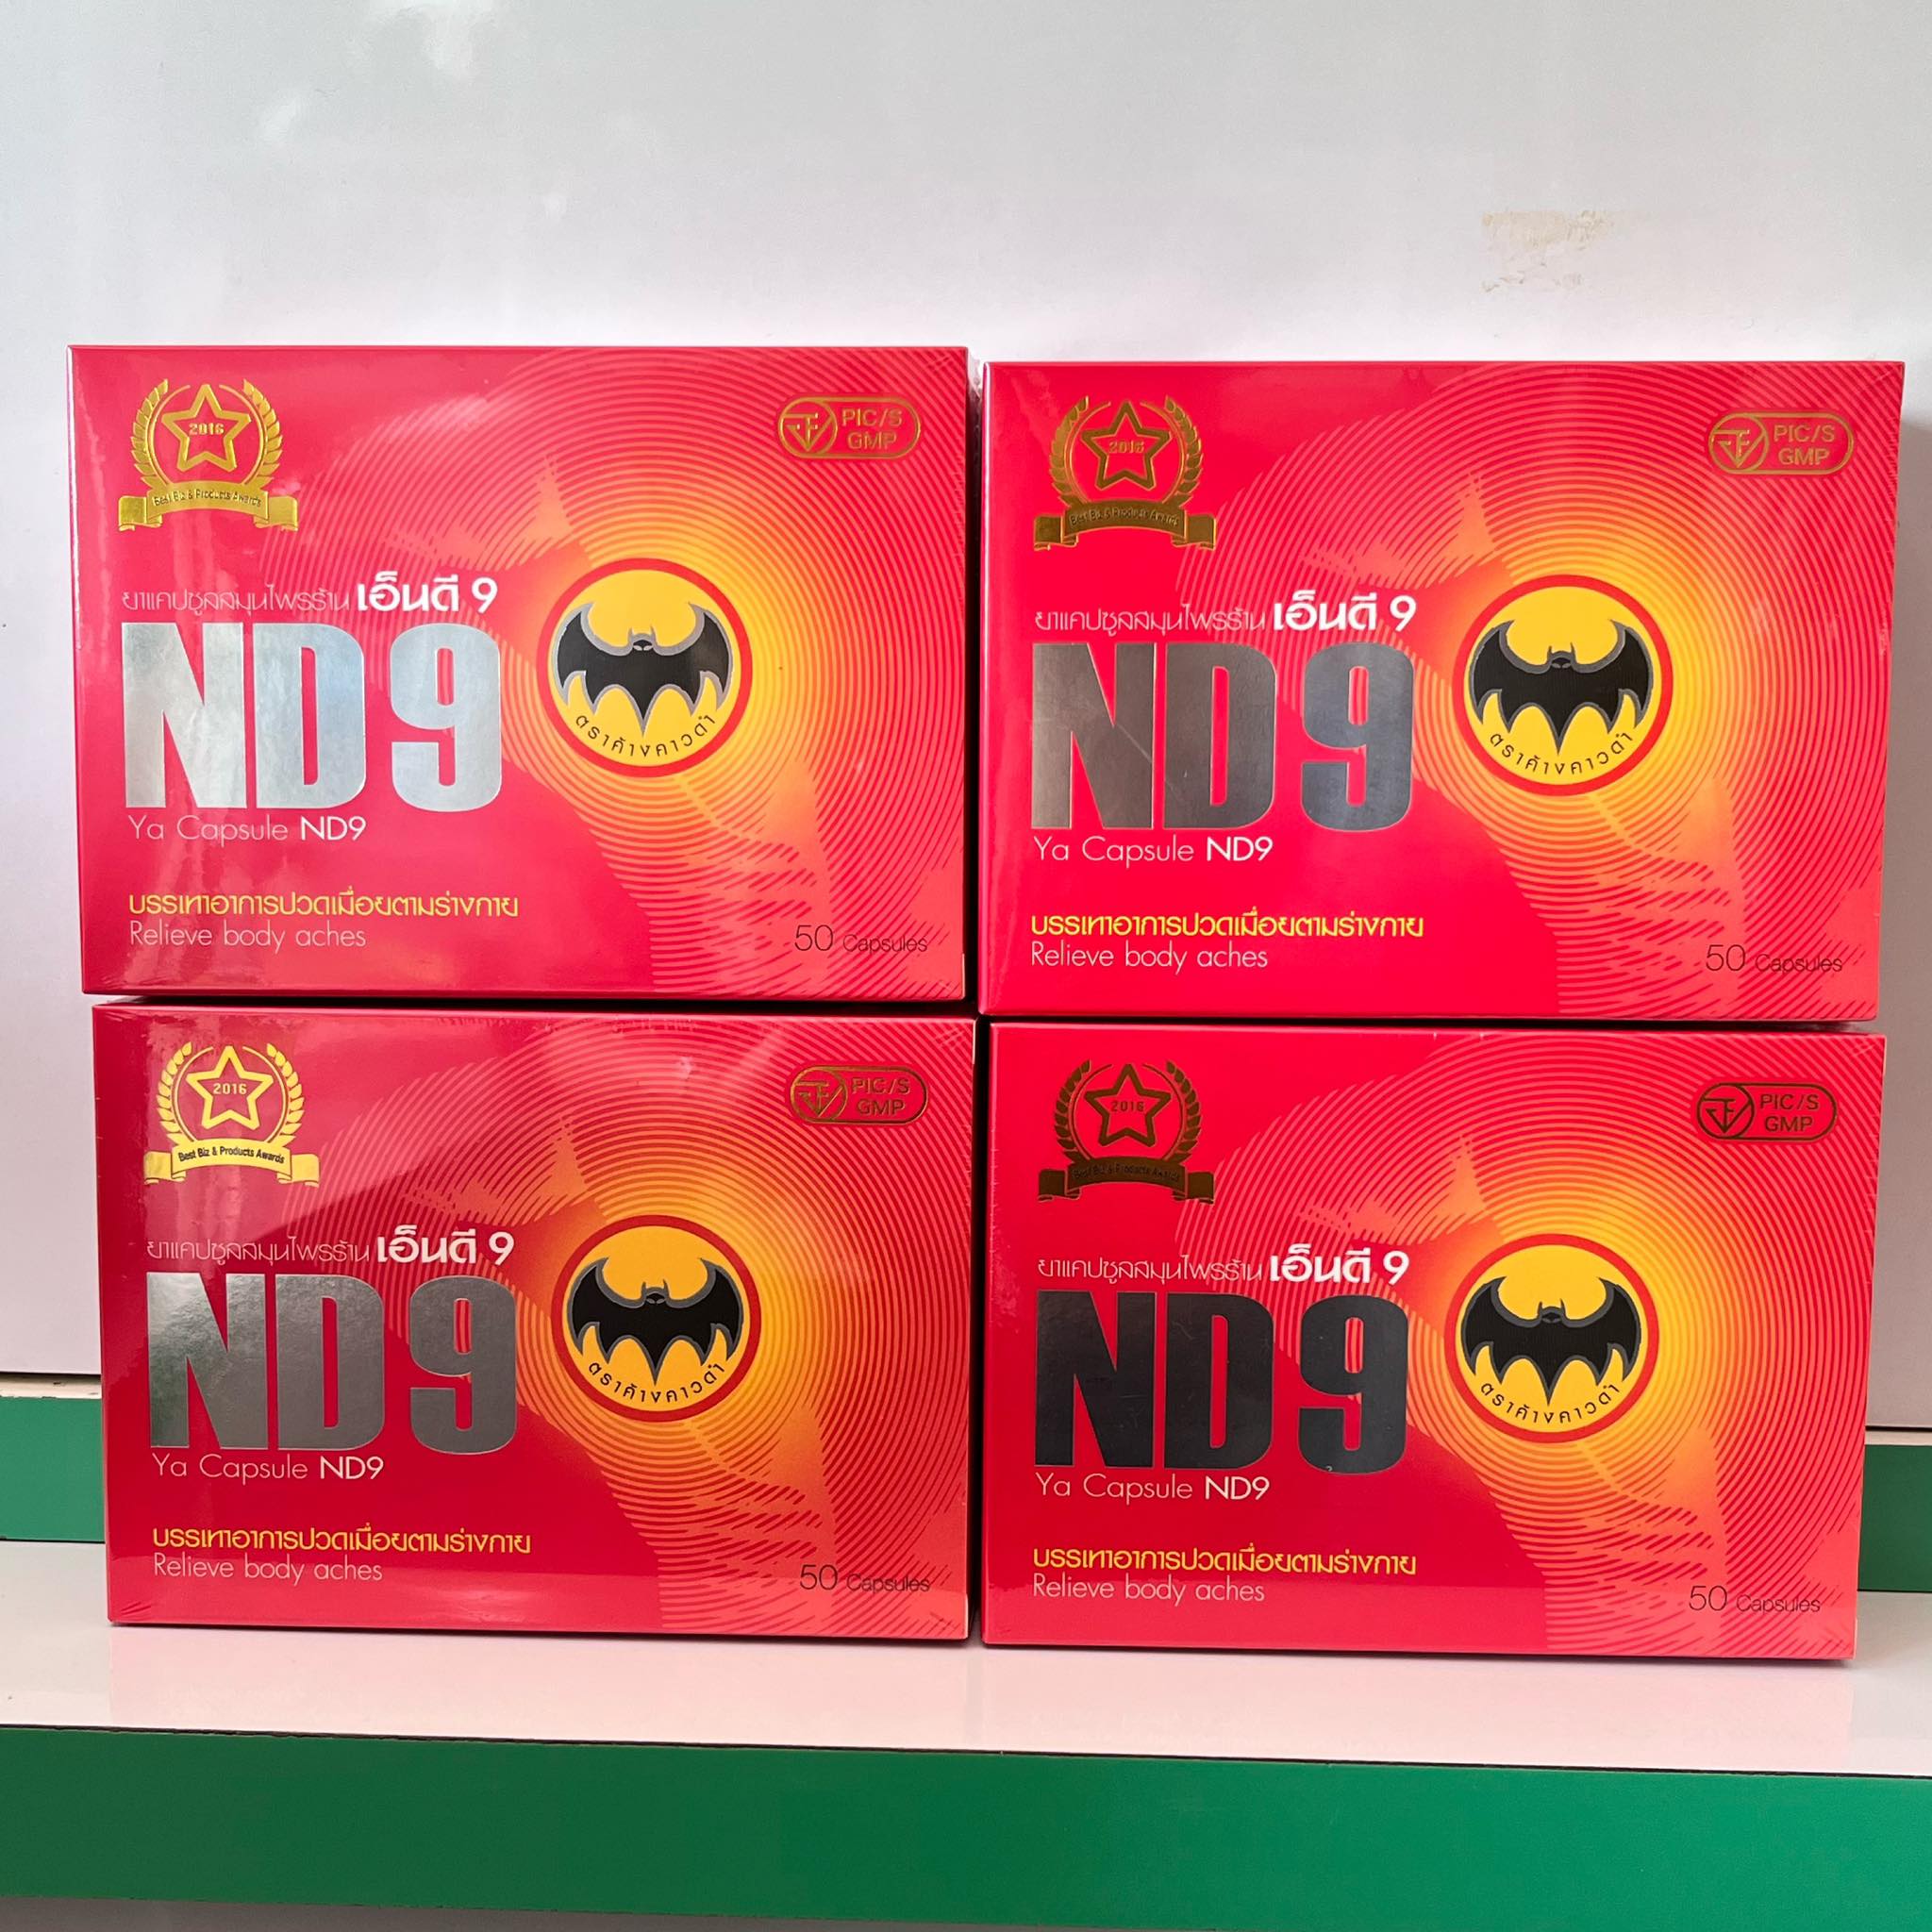 2016
Best Biz & Products Awards
PIC/S
GMP
ยาแคปซูลสมุนไพรร้าน เอ็นดี 9
ND9
ตราค้างคาวดำ
Ya Capsule ND9
บรรเทาอาการปวดเมื่อยตามร่างกาย
Relieve body aches
50 Capsules
2016
Best Biz & Products Awards
PIC/S
GMP
ยาแคปซูลสมุนไพรร้าน เอ็นดี 9
ND9
ตราค้างคาวดำ
Ya Capsule ND9
บรรเทาอาการปวดเมื่อยตามร่างกาย
Relieve body aches
50 Capsules
2016
Best Biz & Products Awards
PIC/S
GMP
ยาแคปซูลสมุนไพรร้าน เอ็นดี 9
ND9
ตราค้างคาวดำ
Ya Capsule ND9
บรรเทาอาการปวดเมื่อยตามร่างกาย
Relieve body aches
50 Capsules
2016
Best Biz & Products Awards
PIC/S
GMP
ยาแคปซูลสมุนไพรร้าน เอ็นดี 9
ND9
ตราค้างคาวดำ
Ya Capsule ND9
บรรเทาอาการปวดเมื่อยตามร่างกาย
Relieve body aches
50 Capsules